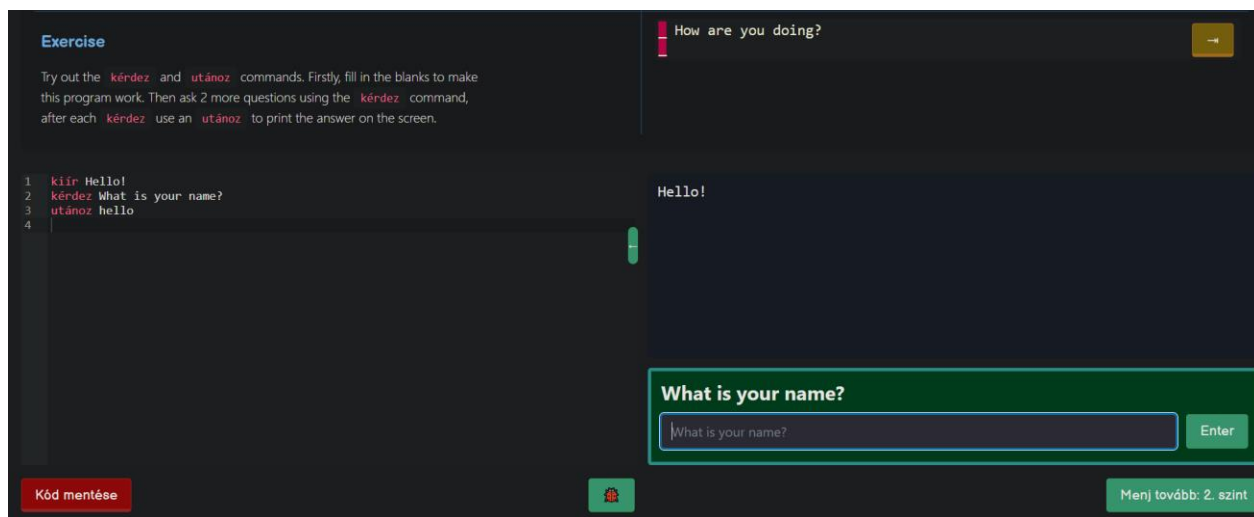 Exercise
Try out the kérdez and utánoz commands. Firstly, fill in the blanks to make
this program work. Then ask 2 more questions using the kérdez command,
after each kérdez use an utánoz to print the answer on the screen.
_ How are you doing?
_
⇥
1 kiír Hello!
2 kérdez What is your name?
3 utánoz hello
4
←
Hello!
What is your name?
What is your name?
Enter
Kód mentése
Menj tovább: 2. szint